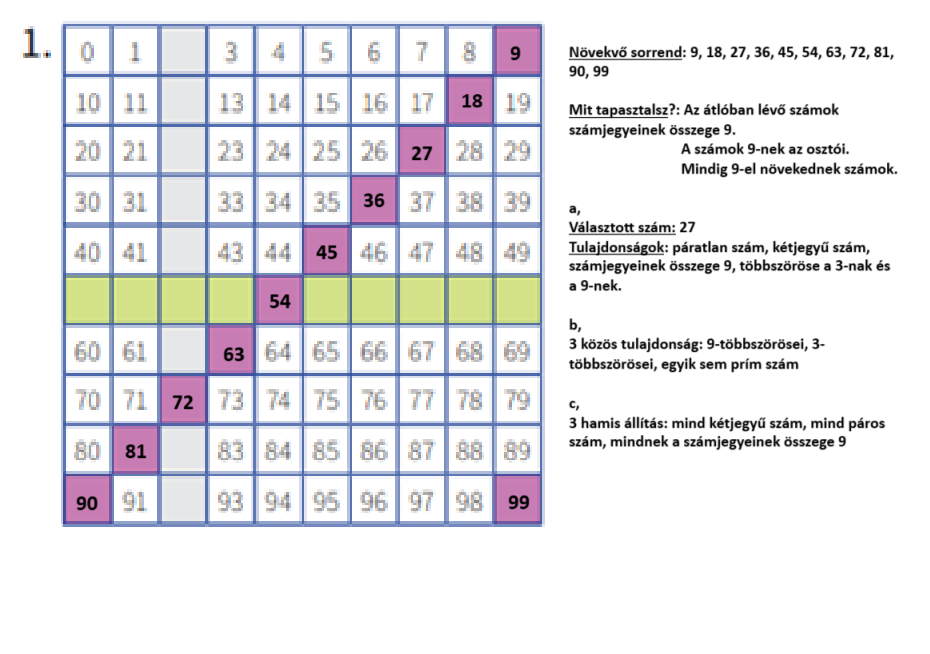 1.
0 1 3 4 5 6 7 8 9
10 11 13 14 15 16 17 18 19
20 21 23 24 25 26 27 28 29
30 31 33 34 35 36 37 38 39
40 41 43 44 45 46 47 48 49
54
60 61 63 64 65 66 67 68 69
70 71 72 73 74 75 76 77 78 79
80 81 83 84 85 86 87 88 89
90 91 93 94 95 96 97 98 99
Növekvő sorrend: 9, 18, 27, 36, 45, 54, 63, 72, 81,
90, 99
Mit tapasztalsz?: Az átlóban lévő számok
számjegyeinek összege 9.
A számok 9-nek az osztói.
Mindig 9-el növekednek számok.
a,
Választott szám: 27
Tulajdonságok: páratlan szám, kétjegyű szám,
számjegyeinek összege 9, többszöröse a 3-nak és
a 9-nek.
b,
3 közös tulajdonság: 9-többszörösei, 3-
többszörösei, egyik sem prím szám
c,
3 hamis állítás: mind kétjegyű szám, mind páros
szám, mindnek a számjegyeinek összege 9